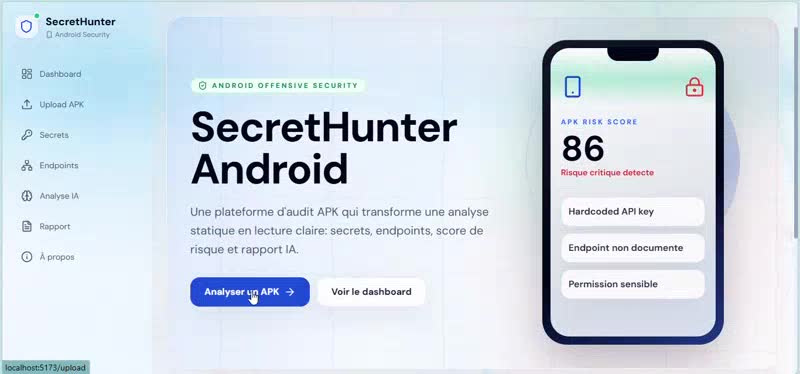 SecretHunter
Android Security
Dashboard
Upload APK
Secrets
Endpoints
Analyse IA
Rapport
À propos
ANDROID OFFENSIVE SECURITY
SecretHunter
Android
Une plateforme d'audit APK qui transforme une analyse
statique en lecture claire: secrets, endpoints, score de
risque et rapport IA.
Analyser un APK
Voir le dashboard
APK RISK SCORE
86
Risque critique detecte
Hardcoded API key
Endpoint non documente
Permission sensible
localhost:5173/upload